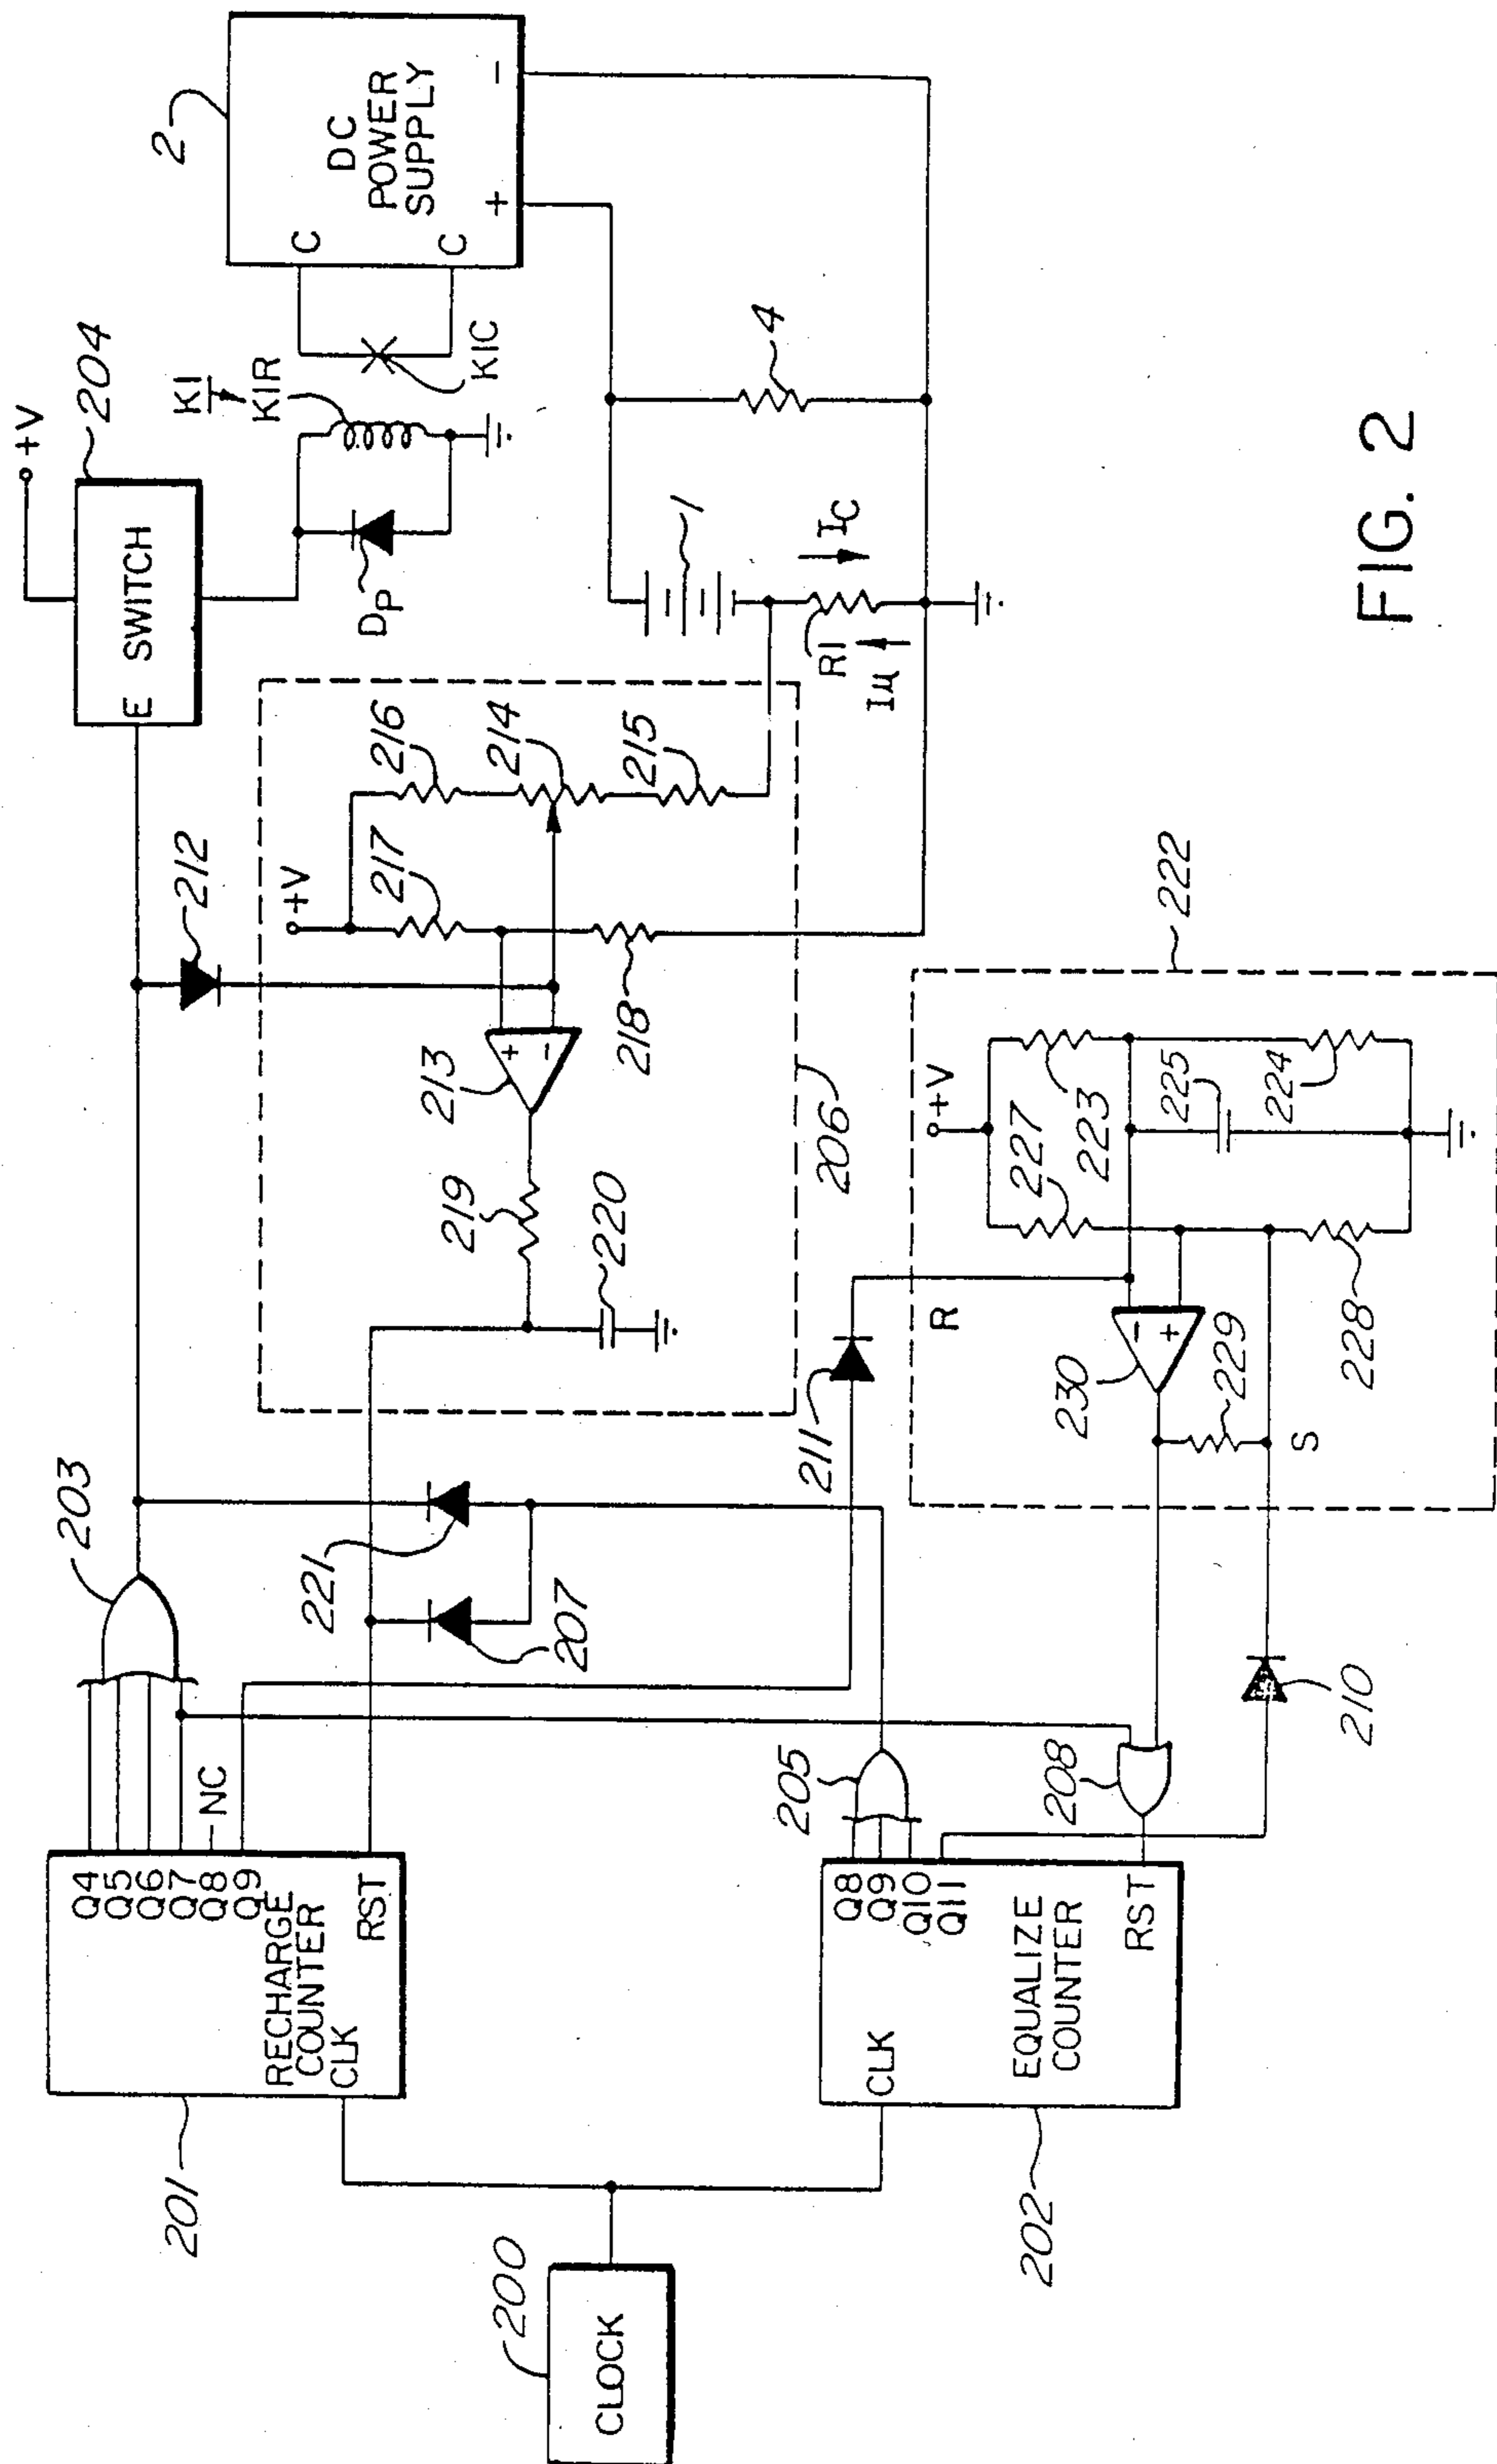 +V
204
E SWITCH
KI
KIR
DP
KIC
2
C
C
DC
POWER
SUPPLY
+
-
203
212
+V
217
216
214
215
213
+
-
218
219
220
206
1
RI
IC
Iμ
4
201
Q4
Q5
Q6
Q7
Q8
Q9
NC
RECHARGE
COUNTER
CLK
RST
221
207
200
CLOCK
211
205
208
210
202
Q8
Q9
Q10
Q11
CLK
EQUALIZE
COUNTER
RST
222
+V
227
223
225
224
R
230
-
+
229
228
S
FIG. 2